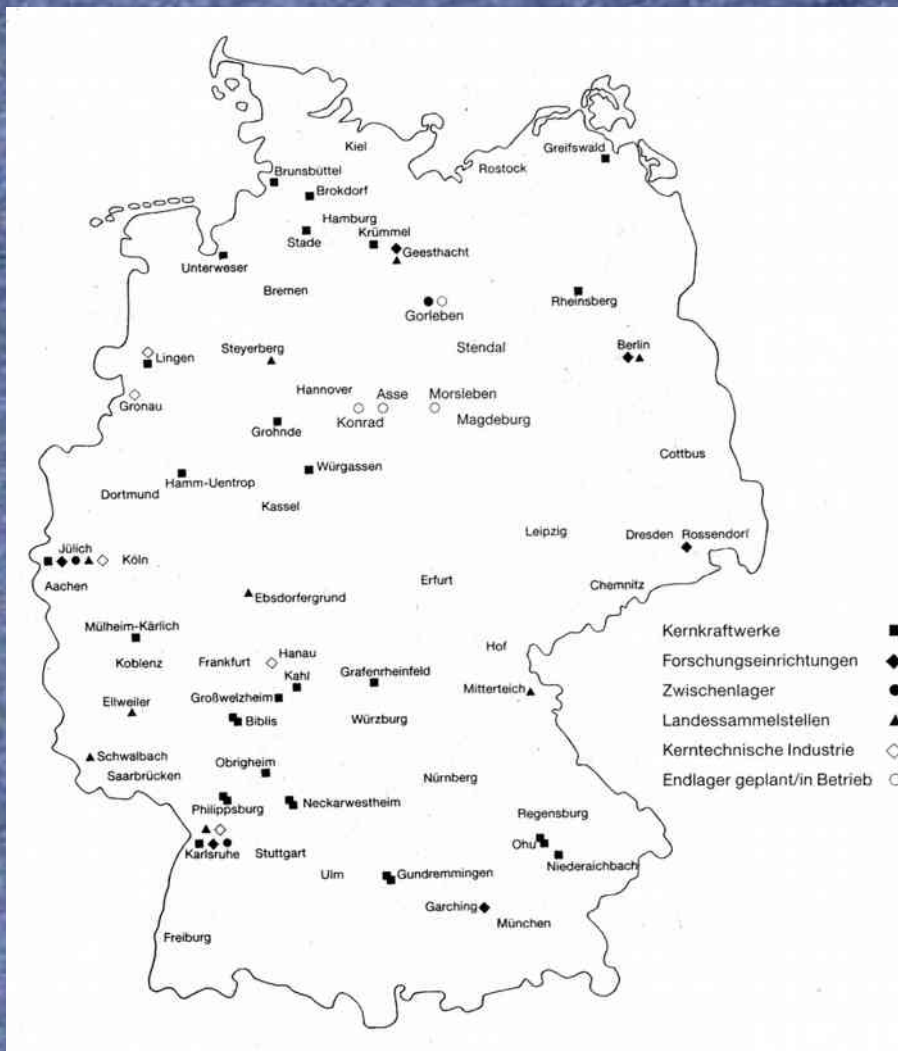 Kiel
Rostock
Greifswald
Brunsbüttel
Brokdorf
Hamburg
Stade
Krümmel
Geesthacht
Unterweser
Bremen
Rheinsberg
Gorleben
Steyerberg
Stendal
Berlin
Lingen
Gronau
Hannover
Asse
Morsleben
Konrad
Magdeburg
Grohnde
Cottbus
Würgassen
Hamm-Uentrop
Dortmund
Kassel
Leipzig
Dresden
Rossendorf
Jülich
Köln
Aachen
Erfurt
Chemnitz
Ebsdorfergrund
Mülheim-Kärlich
Koblenz
Frankfurt
Hanau
Hof
Kahl
Grafenrheinfeld
Mitterteich
Großwelzheim
Ellweiler
Biblis
Würzburg
Schwalbach
Saarbrücken
Obrigheim
Nürnberg
Philippsburg
Neckarwestheim
Regensburg
Ohu
Karlsruhe
Stuttgart
Niederaichbach
Ulm
Gundremmingen
Garching
München
Freiburg
Kernkraftwerke
Forschungseinrichtungen
Zwischenlager
Landessammelstellen
Kerntechnische Industrie
Endlager geplant/in Betrieb